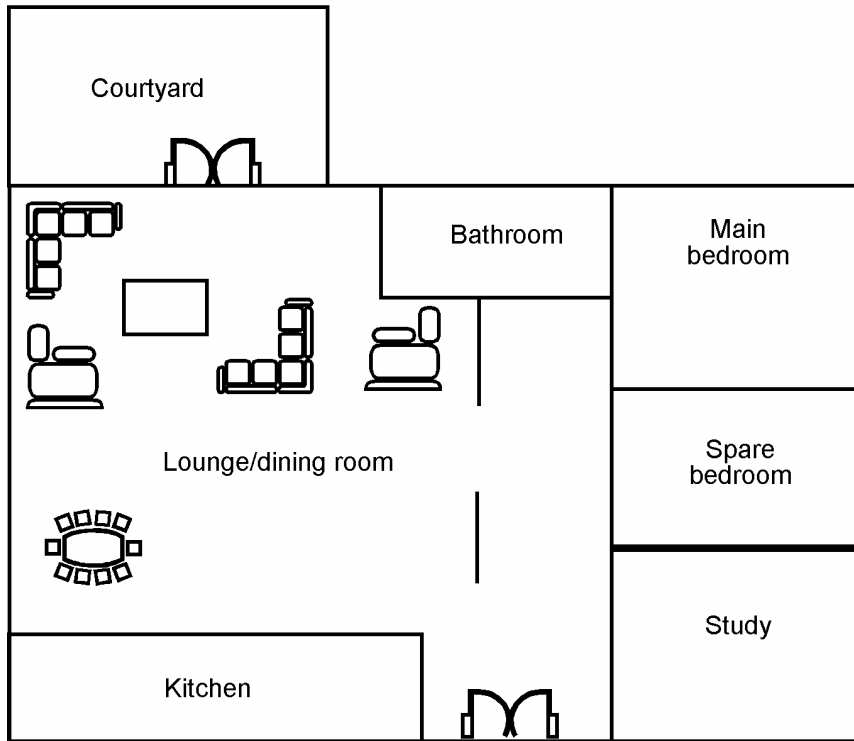 Courtyard
Bathroom
Main
bedroom
Lounge/dining room
Spare
bedroom
Study
Kitchen